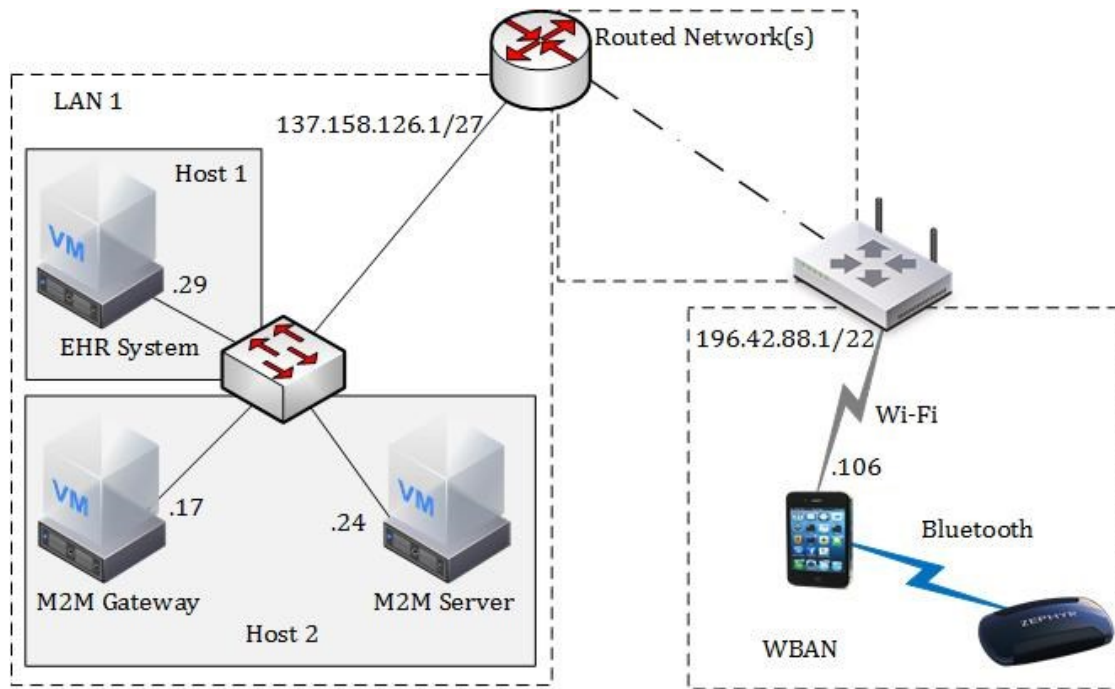 Routed Network(s)
LAN 1
137.158.126.1/27
Host 1
VM
.29
EHR System
VM
.17
M2M Gateway
.24
VM
M2M Server
Host 2
196.42.88.1/22
Wi-Fi
.106
Bluetooth
ZEPHYR
WBAN